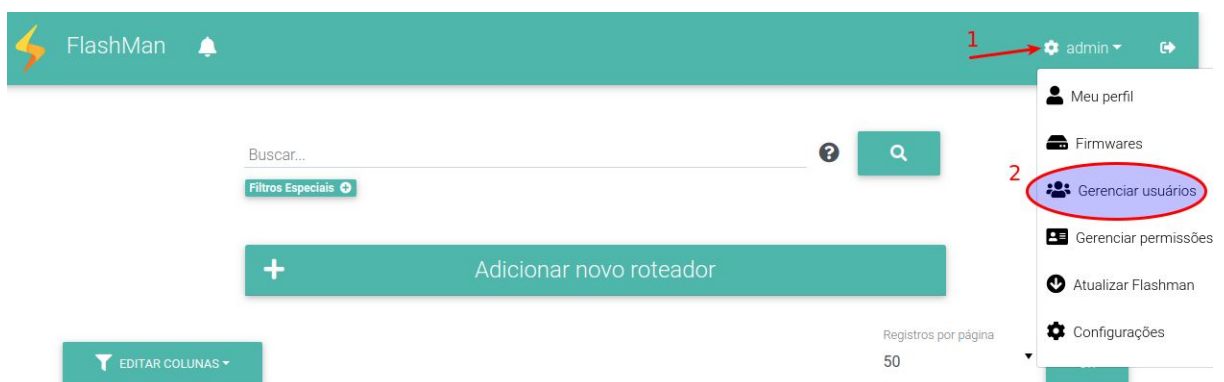 FlashMan
1
admin
Meu perfil
Buscar...
Firmwares
Filtros Especiais
2
Gerenciar usuários
Gerenciar permissões
Adicionar novo roteador
Atualizar Flashman
Registros por página
Configurações
EDITAR COLUNAS
50